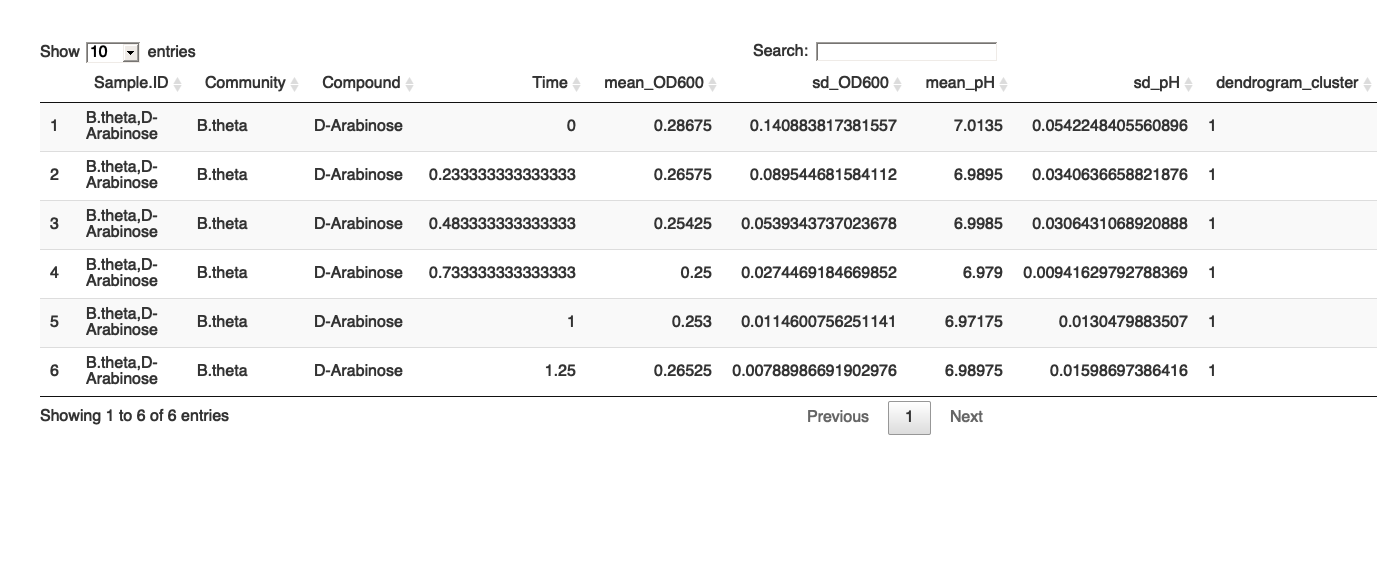 Show 10 entries Search:
Sample.ID Community Compound Time mean_OD600 sd_OD600 mean_pH sd_pH dendrogram_cluster
1 B.theta,D-Arabinose B.theta D-Arabinose 0 0.28675 0.140883817381557 7.0135 0.0542248405560896 1
2 B.theta,D-Arabinose B.theta D-Arabinose 0.233333333333333 0.26575 0.089544681584112 6.9895 0.0340636658821876 1
3 B.theta,D-Arabinose B.theta D-Arabinose 0.483333333333333 0.25425 0.0539343737023678 6.9985 0.0306431068920888 1
4 B.theta,D-Arabinose B.theta D-Arabinose 0.733333333333333 0.25 0.0274469184669852 6.979 0.00941629792788369 1
5 B.theta,D-Arabinose B.theta D-Arabinose 1 0.253 0.0114600756251141 6.97175 0.0130479883507 1
6 B.theta,D-Arabinose B.theta D-Arabinose 1.25 0.26525 0.00788986691902976 6.98975 0.01598697386416 1
Showing 1 to 6 of 6 entries Previous 1 Next